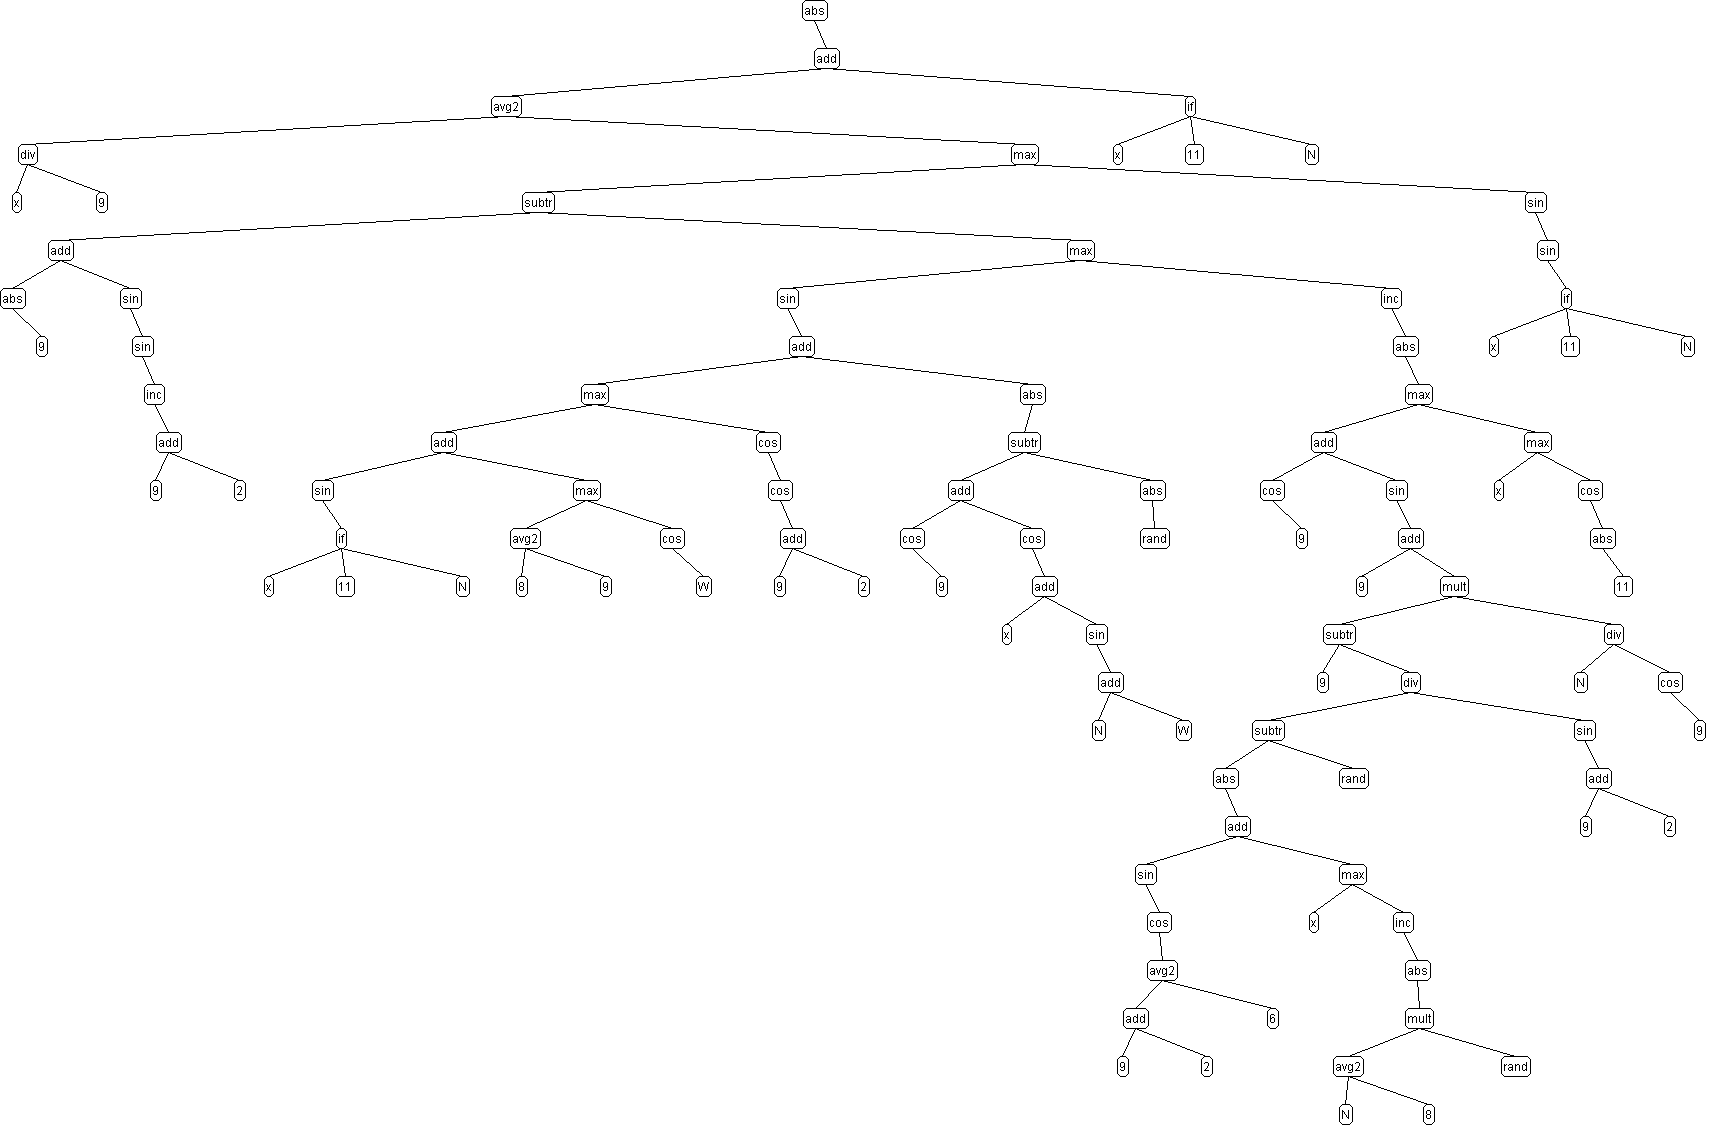 abs
add
avg2 if
div max x 11 N
x 9 subtr sin
add max sin
abs sin sin inc if
9 sin add abs x 11 N
inc max abs max
add add cos subtr add max
9 2 sin max cos add abs cos sin x cos
if avg2 cos add cos cos rand 9 add abs
x 11 N 8 9 W 9 2 9 add 9 mult 11
x sin subtr div
add 9 div N cos
N W subtr sin 9
abs rand add
add 9 2
sin max
cos x inc
avg2 abs
add 6 mult
9 2 avg2 rand
N 8